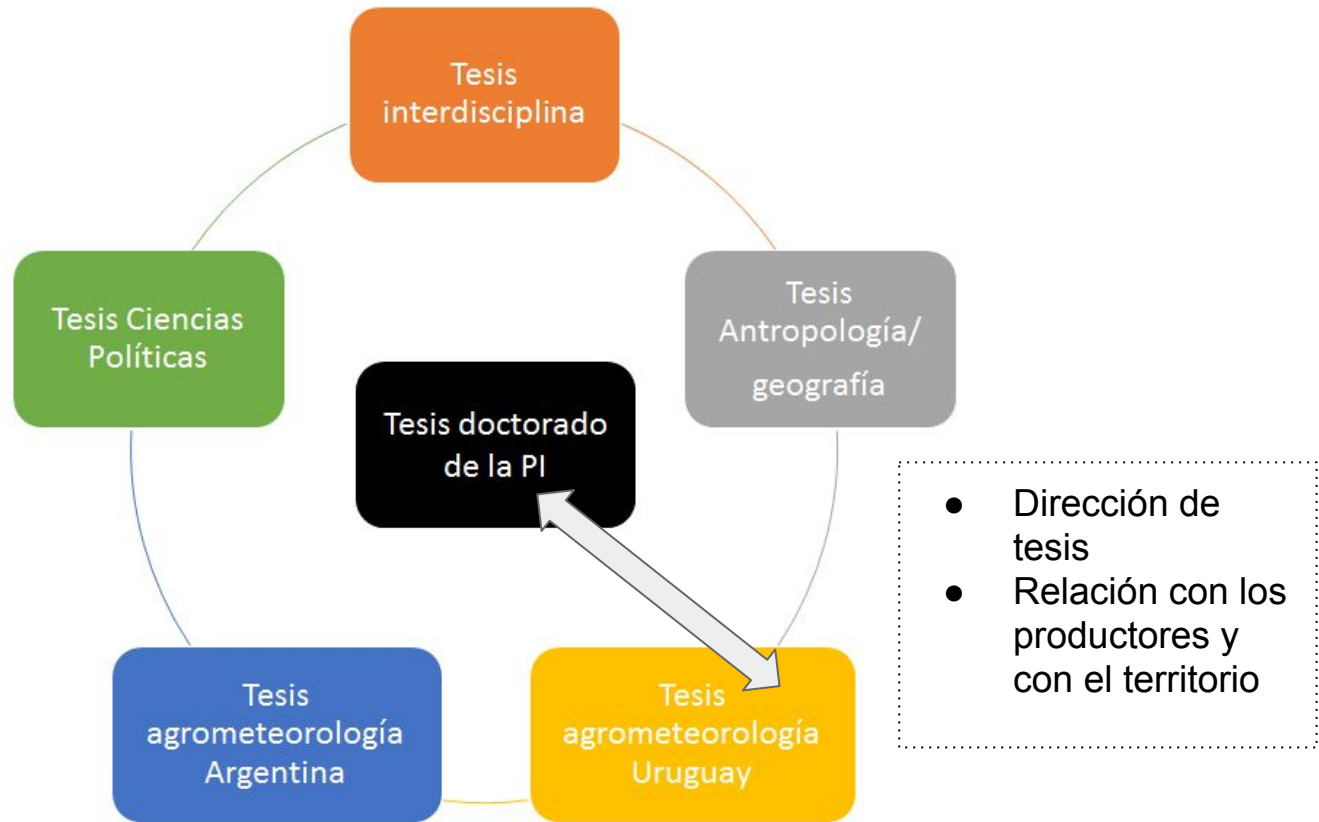 Tesis
interdisciplina
Tesis Ciencias
Políticas
Tesis
Antropología/
geografía
Tesis doctorado
de la PI
● Dirección de
tesis
● Relación con los
productores y
con el territorio
Tesis
agrometeorología
Argentina
Tesis
agrometeorología
Uruguay